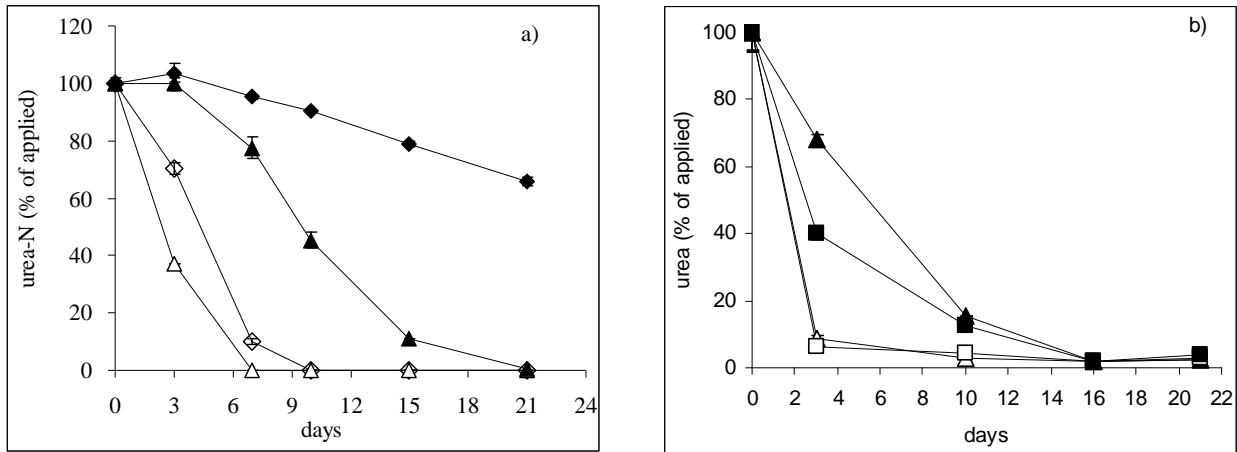 a)
urea-N (% of applied)
120
100
80
60
40
20
0
0 3 6 9 12 15 18 21 24
days
b)
urea (% of applied)
100
80
60
40
20
0
0 2 4 6 8 10 12 14 16 18 20 22
days